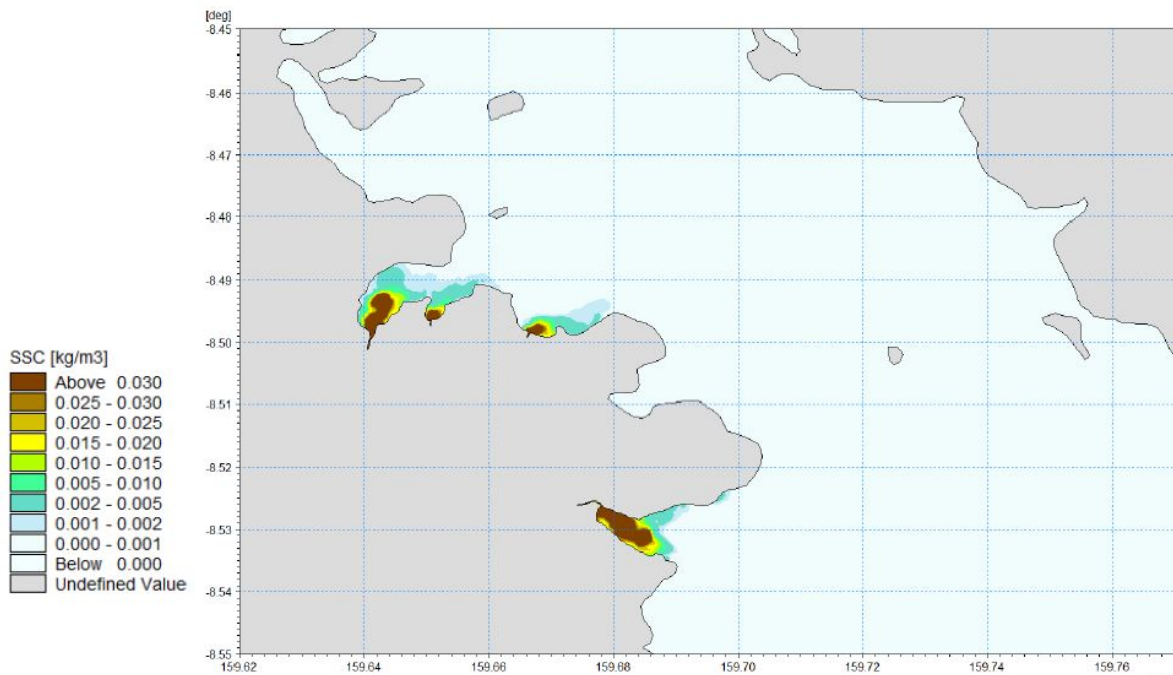 [deg]
-8.45
-8.46
-8.47
-8.48
-8.49
-8.50
-8.51
-8.52
-8.53
-8.54
-8.55
159.62 159.64 159.66 159.68 159.70 159.72 159.74 159.76
SSC [kg/m3]
Above 0.030
0.025 - 0.030
0.020 - 0.025
0.015 - 0.020
0.010 - 0.015
0.005 - 0.010
0.002 - 0.005
0.001 - 0.002
0.000 - 0.001
Below 0.000
Undefined Value